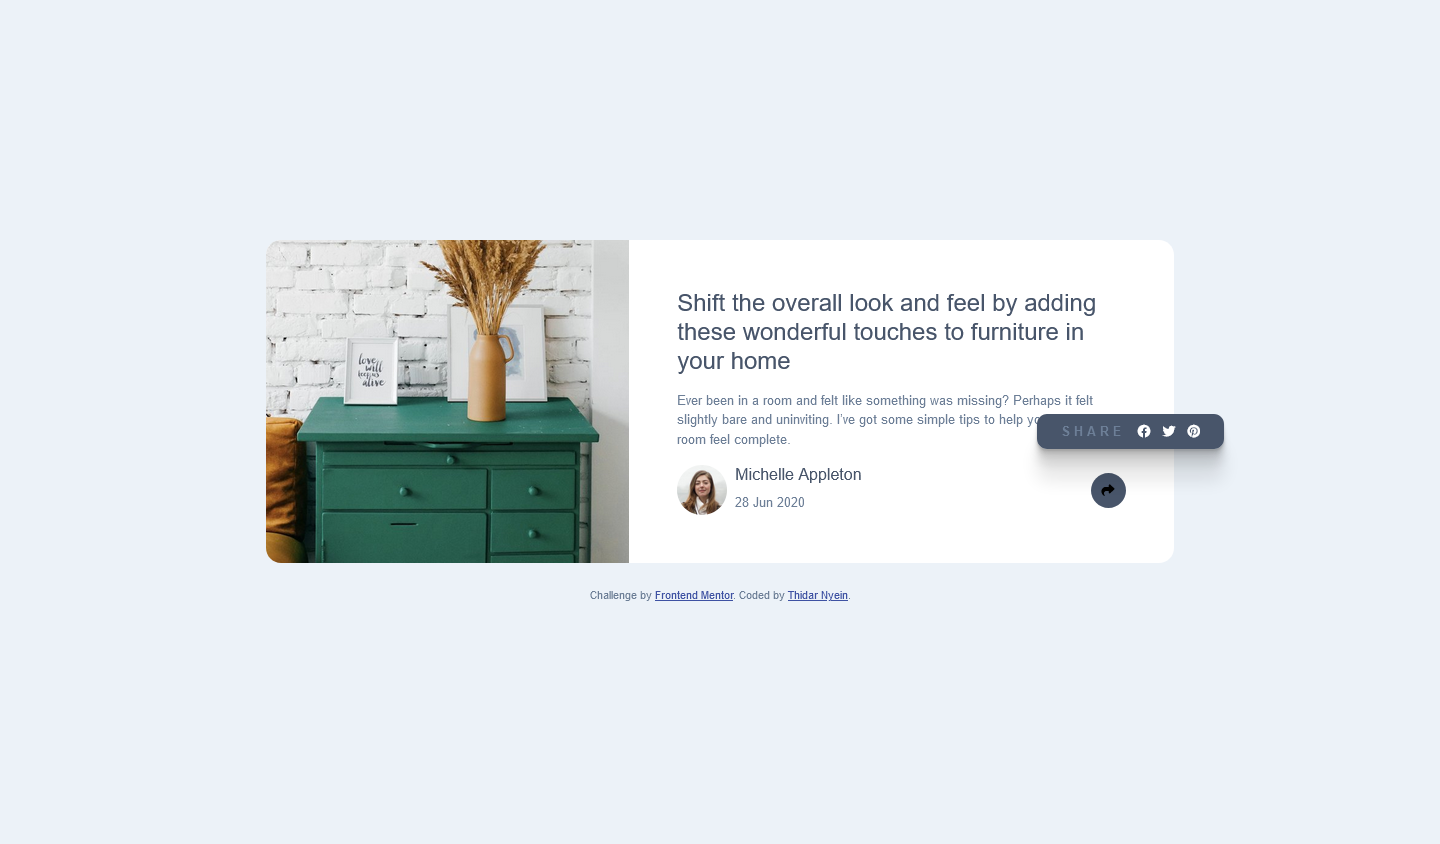 love
will
keep us
alive
Shift the overall look and feel by adding
these wonderful touches to furniture in
your home
Ever been in a room and felt like something was missing? Perhaps it felt
slightly bare and uninviting. I've got some simple tips to help
room feel complete.
SHARE
Michelle Appleton
28 Jun 2020
Challenge by Frontend Mentor. Coded by Thidar Nyein.